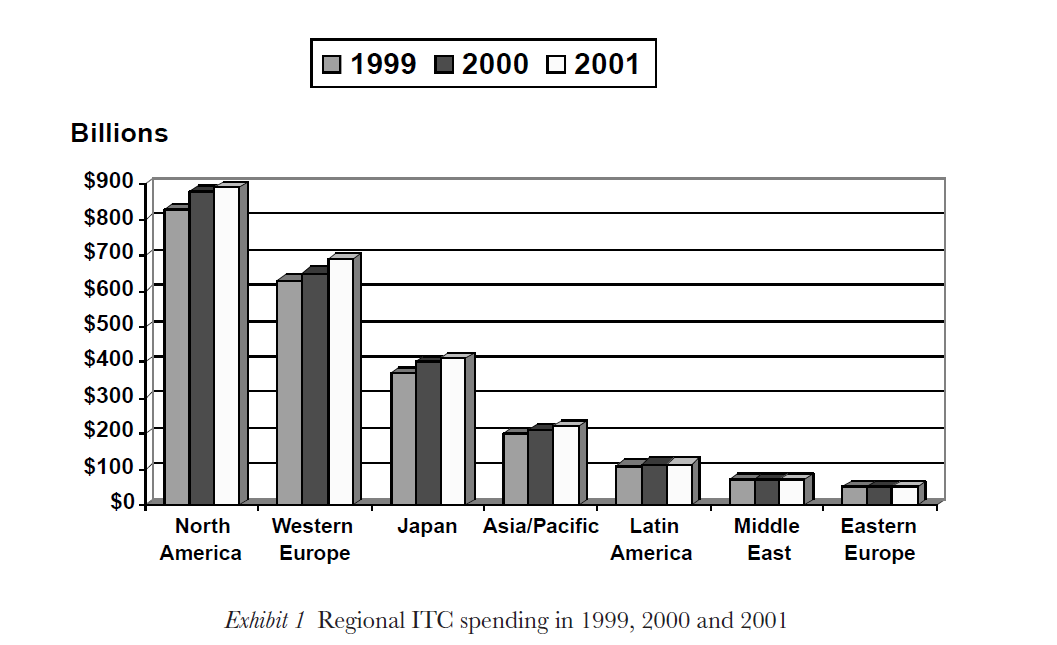 1999 2000 2001
Billions
$900
$800
$700
$600
$500
$400
$300
$200
$100
$0
North America
Western Europe
Japan
Asia/Pacific
Latin America
Middle East
Eastern Europe
Exhibit 1 Regional ITC spending in 1999, 2000 and 2001